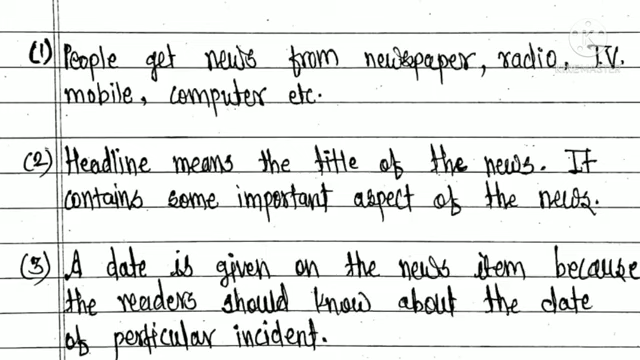 (1) People get news from newspaper, radio, T.V.
mobile, computer etc.
(2) Headline means the title of the news. It
contains some important aspect of the news.
(3) A date is given on the news item because
the readers should know about the date
of perticular incident.